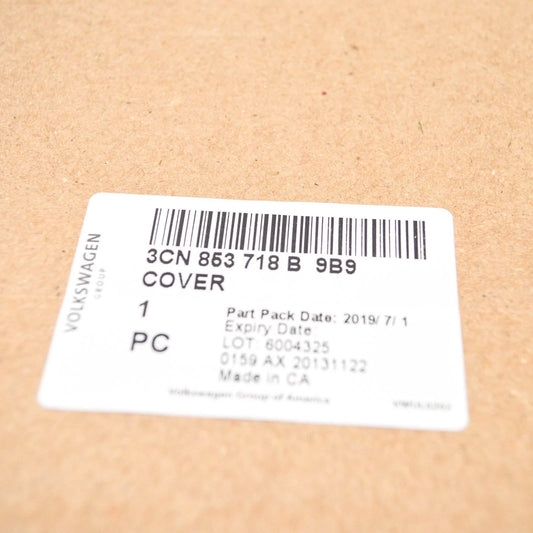 VOLKSWAGEN
GROUP
3CN 853 718 B 9B9
COVER
1
PC
Part Pack Date: 2019/ 7/ 1
Expiry Date:
LOT: 6004325
0159 AX 20131122
Made in CA
Volkswagen Group of America